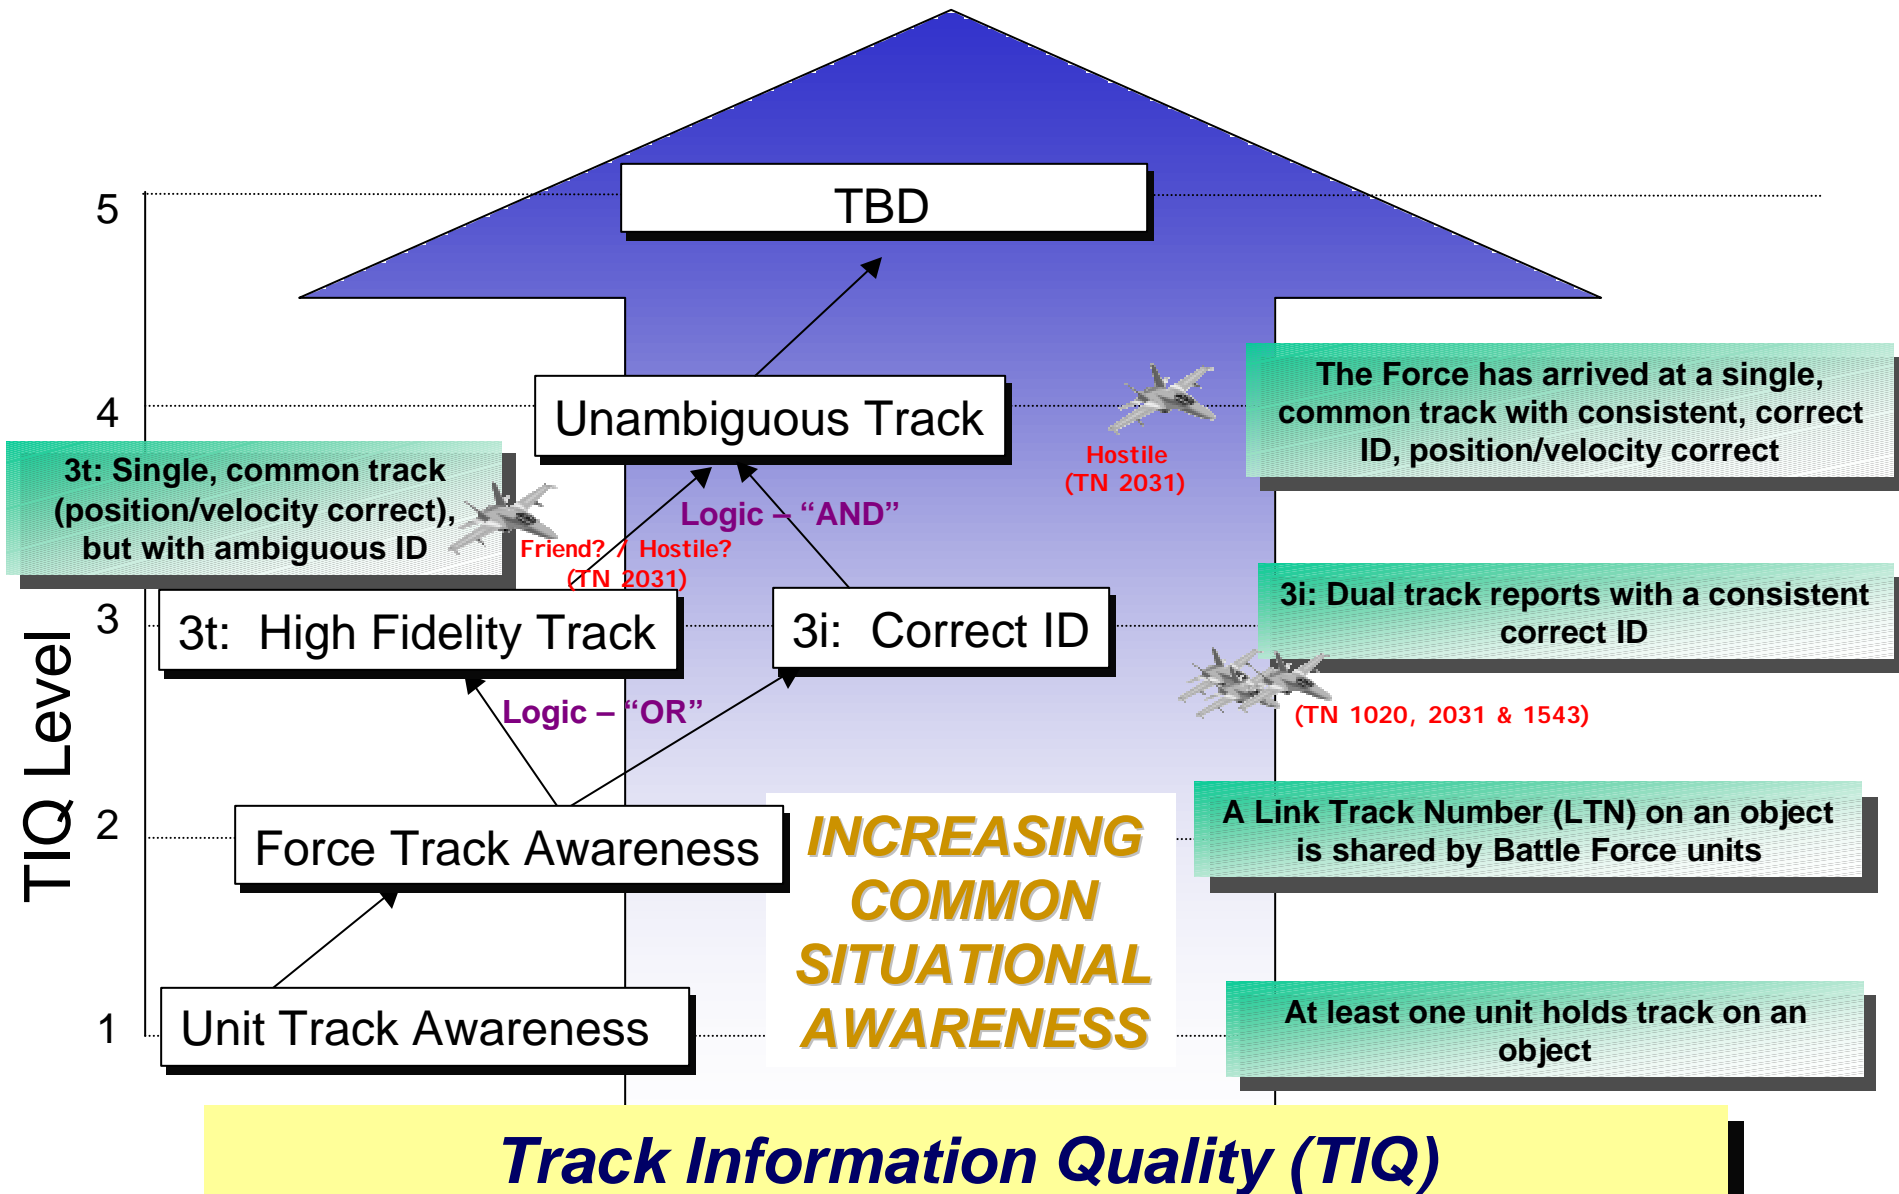 5
TBD
4
Unambiguous Track
Hostile
(TN 2031)
The Force has arrived at a single,
common track with consistent, correct
ID, position/velocity correct
3t: Single, common track
(position/velocity correct),
but with ambiguous ID
Logic – “AND”
Friend? / Hostile?
(TN 2031)
3
3t: High Fidelity Track
3i: Correct ID
3i: Dual track reports with a consistent
correct ID
(TN 1020, 2031 & 1543)
Logic – “OR”
TIQ Level
2
Force Track Awareness
A Link Track Number (LTN) on an object
is shared by Battle Force units
INCREASING
COMMON
SITUATIONAL
AWARENESS
1
Unit Track Awareness
At least one unit holds track on an
object
Track Information Quality (TIQ)